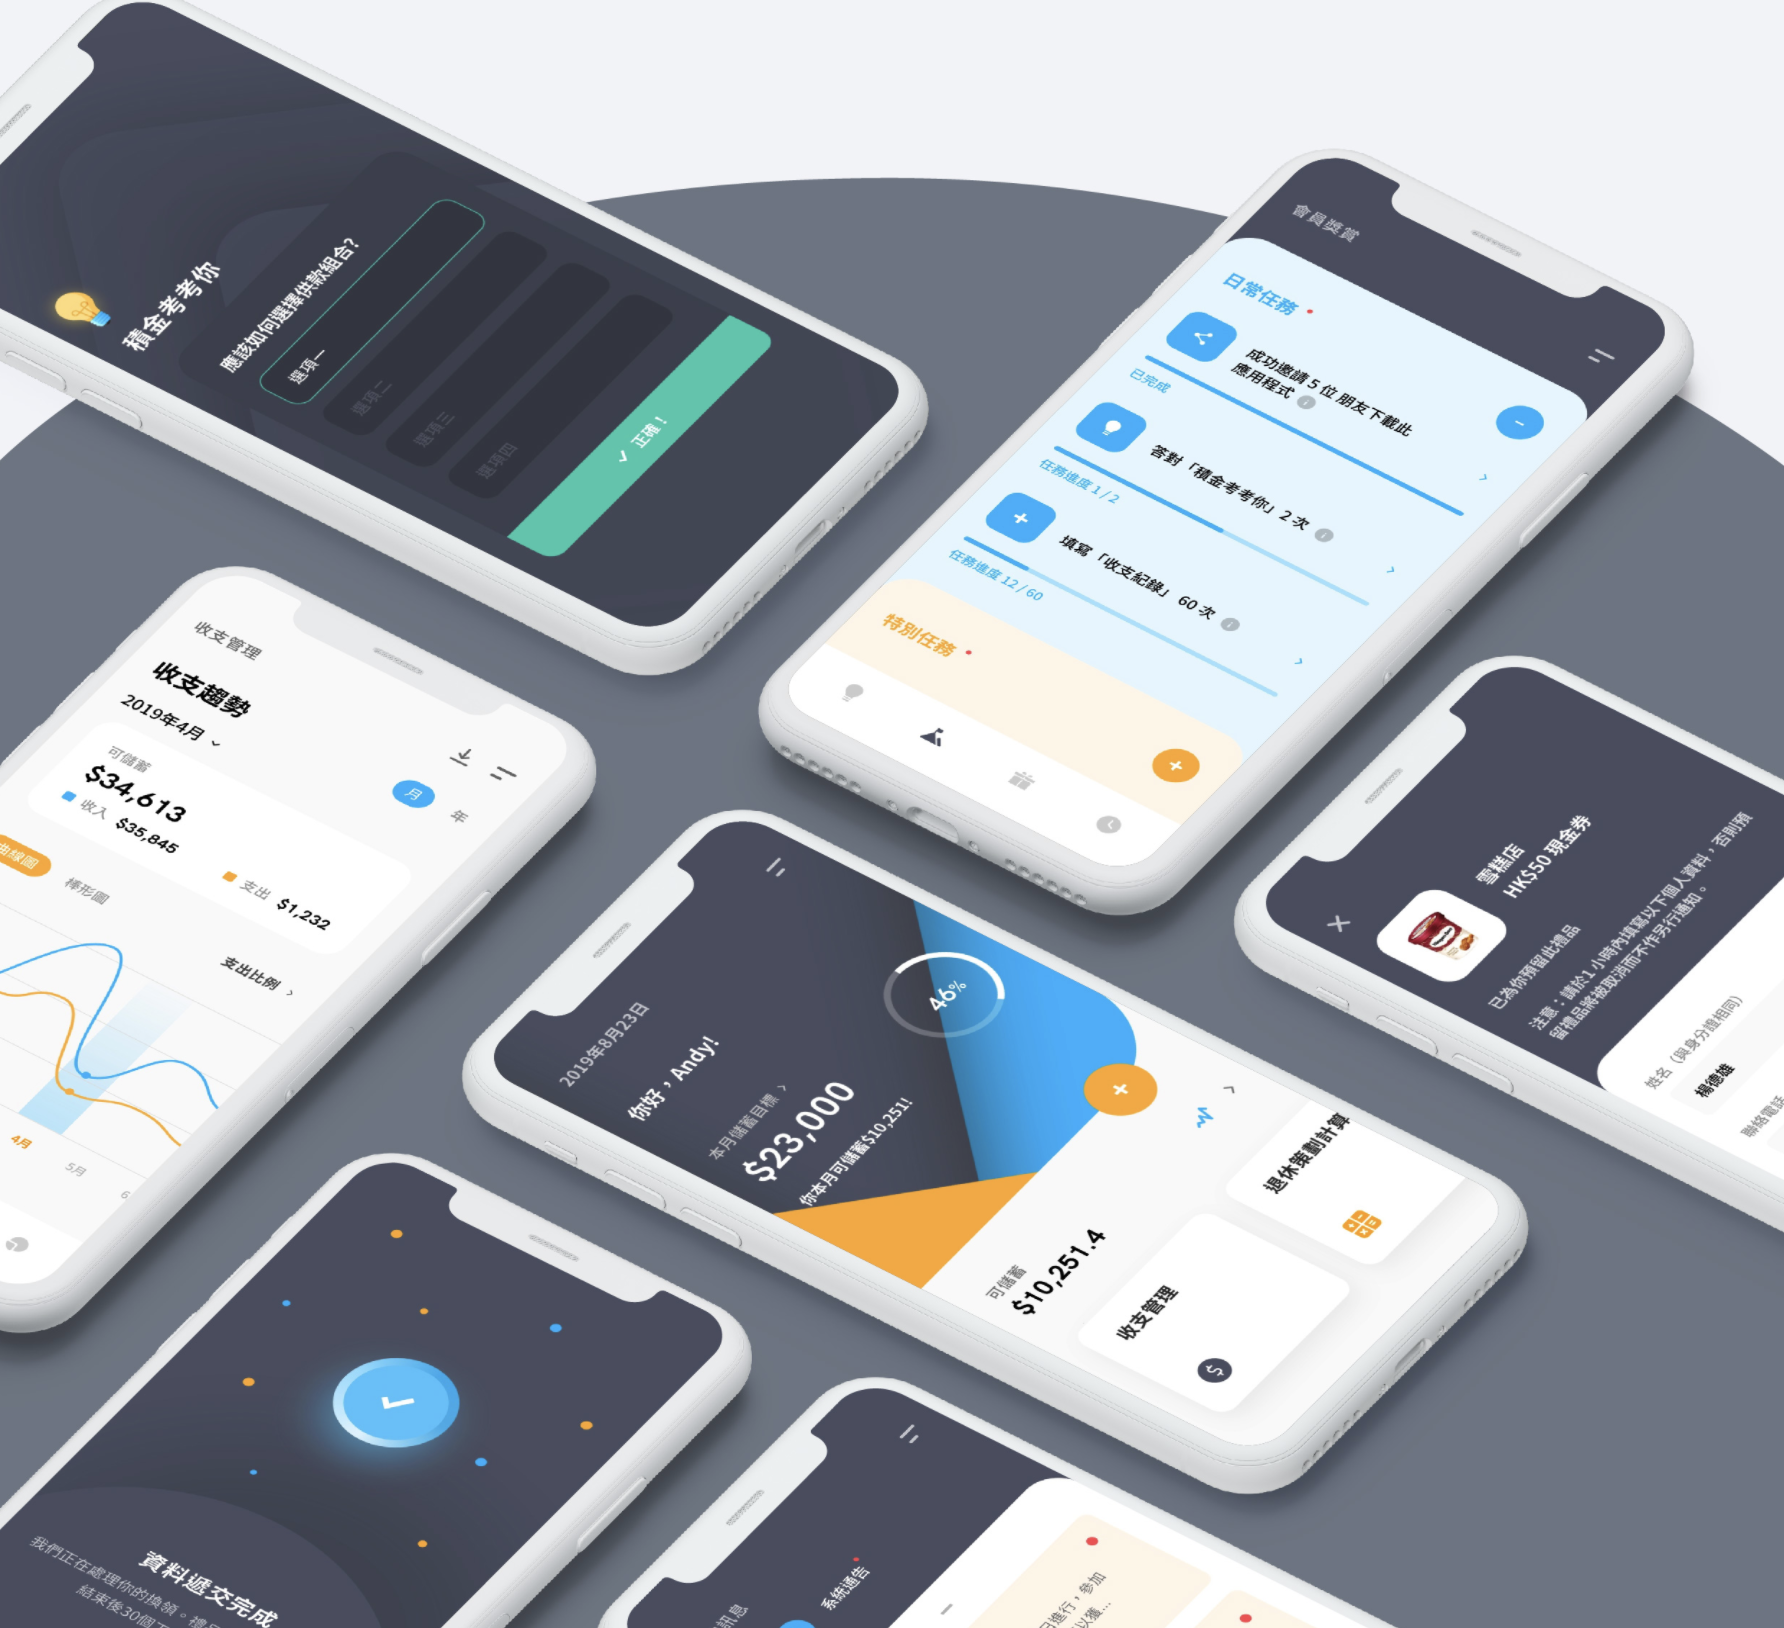 積金考考你
應該如何選擇供款組合?
選項一
選項二
選項三
選項四
正確!
會員獎賞
日常任務
成功邀請 5 位 朋友下載此
應用程式
已完成
答對「積金考考你」2 次
任務進度 1 / 2
填寫「收支紀錄」 60 次
任務進度 12 / 60
特別任務
收支管理
收支趨勢
2019年4月
月
年
可儲蓄
$34,613
收入 $35,845
支出 $1,232
曲線圖
棒形圖
支出比例
4月
5月
6
2019年8月23日
你好，Andy!
46%
本月儲蓄目標
$23,000
你本月可儲蓄$10,251!
可儲蓄
$10,251.4
收支管理
退休策劃計算
雪糕店
HK$50 現金券
已為你預留此禮品
注意：請於1 小時內填寫以下個人資料，否則預
留禮品將被取消而不作另行通知。
姓名（與身分證相同）
楊德雄
聯絡電話
資料遞交完成
我們正在處理你的換領。禮
結束後30個
訊息
系統通告
日進行，參加
以獲...